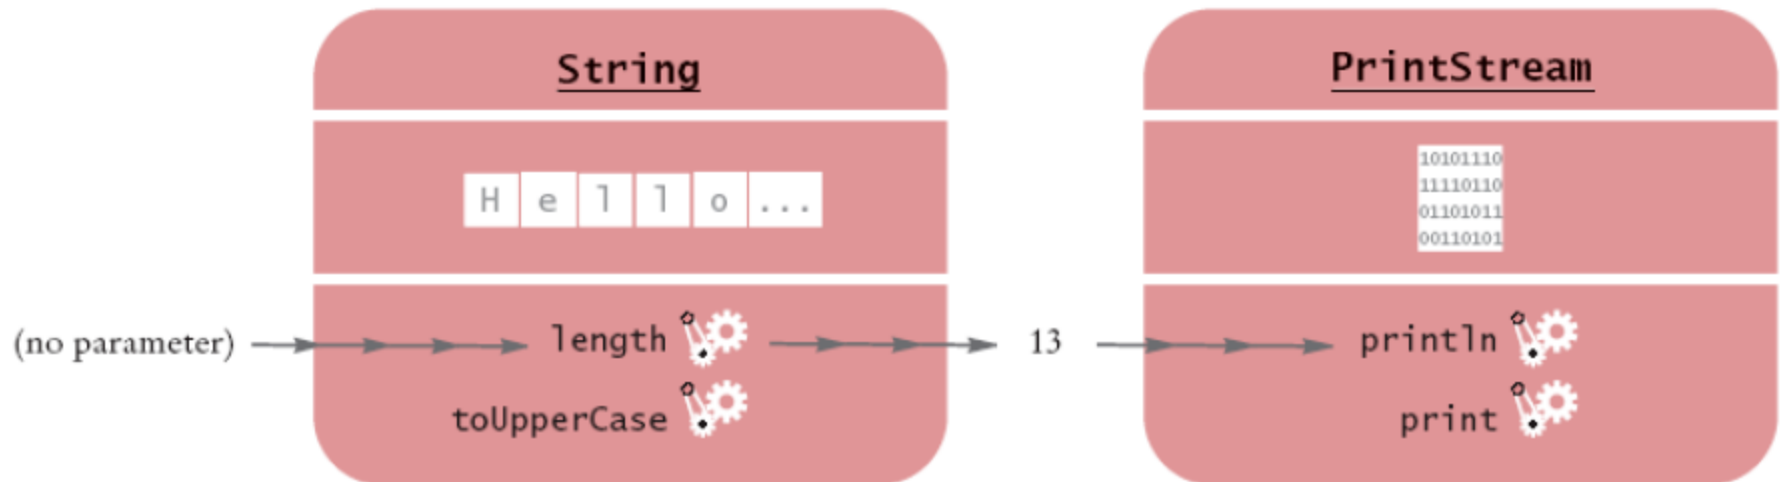 String
PrintStream
H e l l o ...
10101110
11110110
01101011
00110101
(no parameter) length 13 println
toUpperCase print